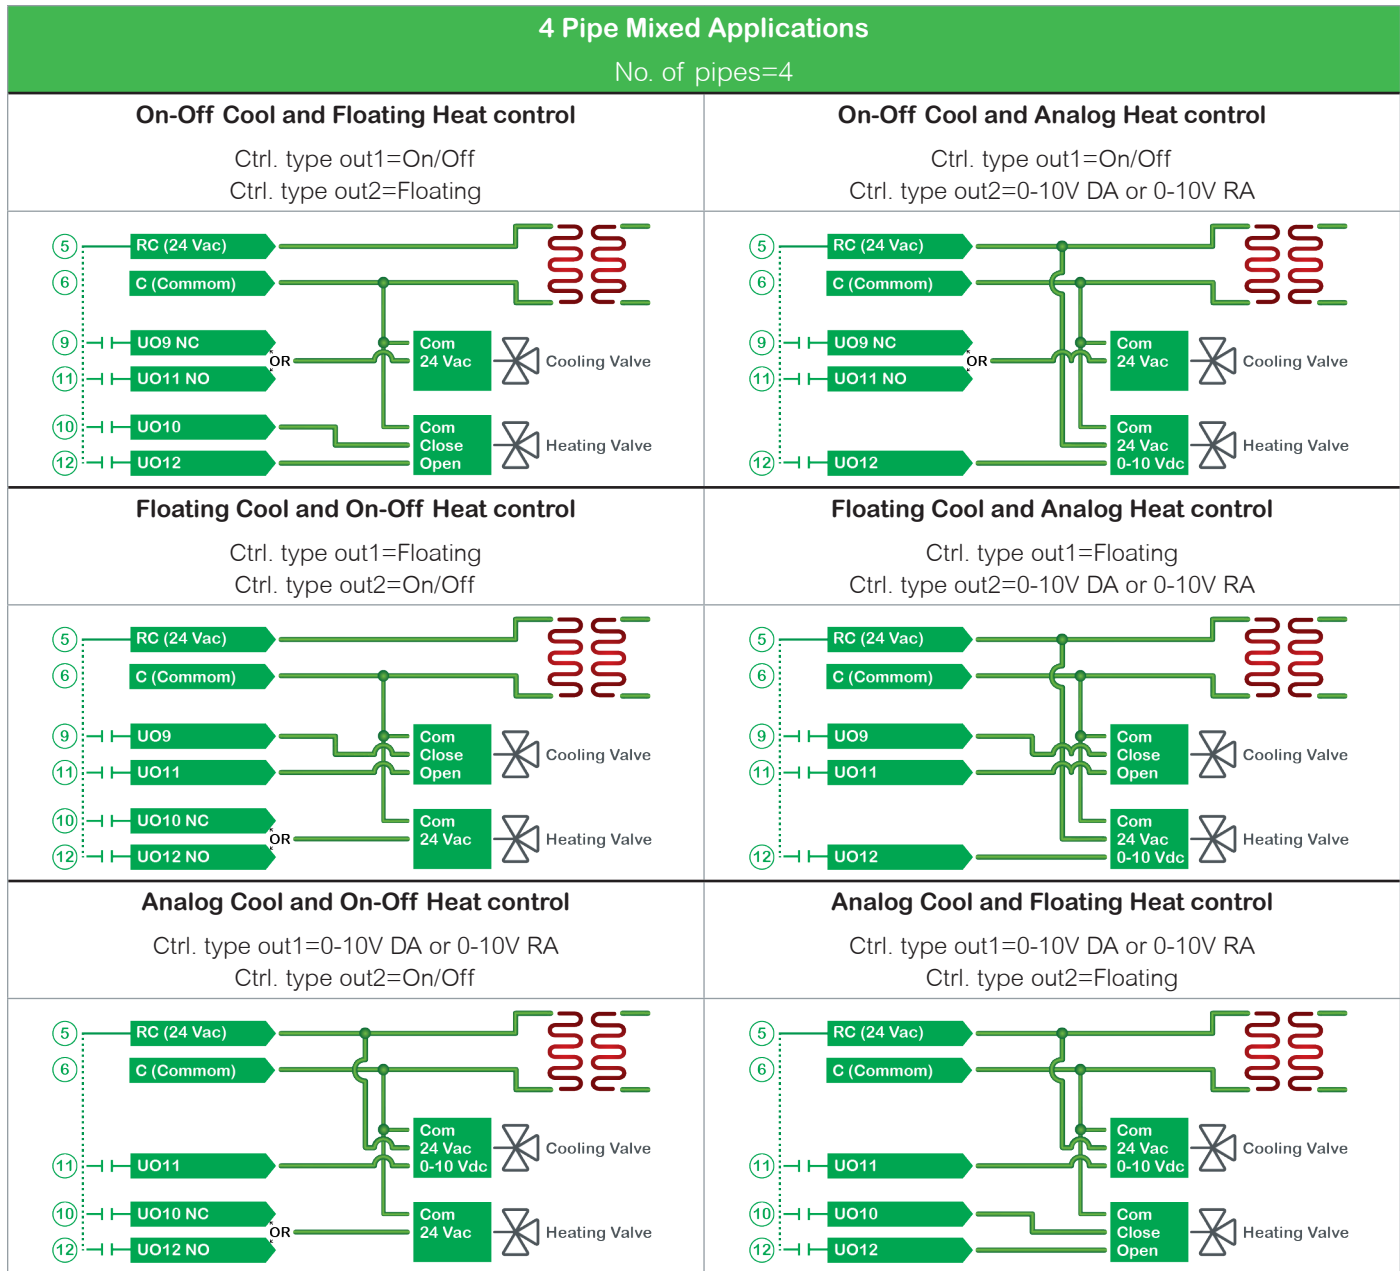 4 Pipe Mixed Applications
No. of pipes=4
On-Off Cool and Floating Heat control
Ctrl. type out1=On/Off
Ctrl. type out2=Floating
5 RC (24 Vac)
6 C (Commom)
9 UO9 NC
OR
11 UO11 NO
Com
24 Vac
Cooling Valve
10 UO10
12 UO12
Com
Close
Open
Heating Valve
On-Off Cool and Analog Heat control
Ctrl. type out1=On/Off
Ctrl. type out2=0-10V DA or 0-10V RA
5 RC (24 Vac)
6 C (Commom)
9 UO9 NC
OR
11 UO11 NO
Com
24 Vac
Cooling Valve
12 UO12
Com
24 Vac
0-10 Vdc
Heating Valve
Floating Cool and On-Off Heat control
Ctrl. type out1=Floating
Ctrl. type out2=On/Off
5 RC (24 Vac)
6 C (Commom)
9 UO9
11 UO11
Com
Close
Open
Cooling Valve
10 UO10 NC
OR
12 UO12 NO
Com
24 Vac
Heating Valve
Floating Cool and Analog Heat control
Ctrl. type out1=Floating
Ctrl. type out2=0-10V DA or 0-10V RA
5 RC (24 Vac)
6 C (Commom)
9 UO9
11 UO11
Com
Close
Open
Cooling Valve
12 UO12
Com
24 Vac
0-10 Vdc
Heating Valve
Analog Cool and On-Off Heat control
Ctrl. type out1=0-10V DA or 0-10V RA
Ctrl. type out2=On/Off
5 RC (24 Vac)
6 C (Commom)
11 UO11
Com
24 Vac
0-10 Vdc
Cooling Valve
10 UO10 NC
OR
12 UO12 NO
Com
24 Vac
Heating Valve
Analog Cool and Floating Heat control
Ctrl. type out1=0-10V DA or 0-10V RA
Ctrl. type out2=Floating
5 RC (24 Vac)
6 C (Commom)
11 UO11
Com
24 Vac
0-10 Vdc
Cooling Valve
10 UO10
12 UO12
Com
Close
Open
Heating Valve